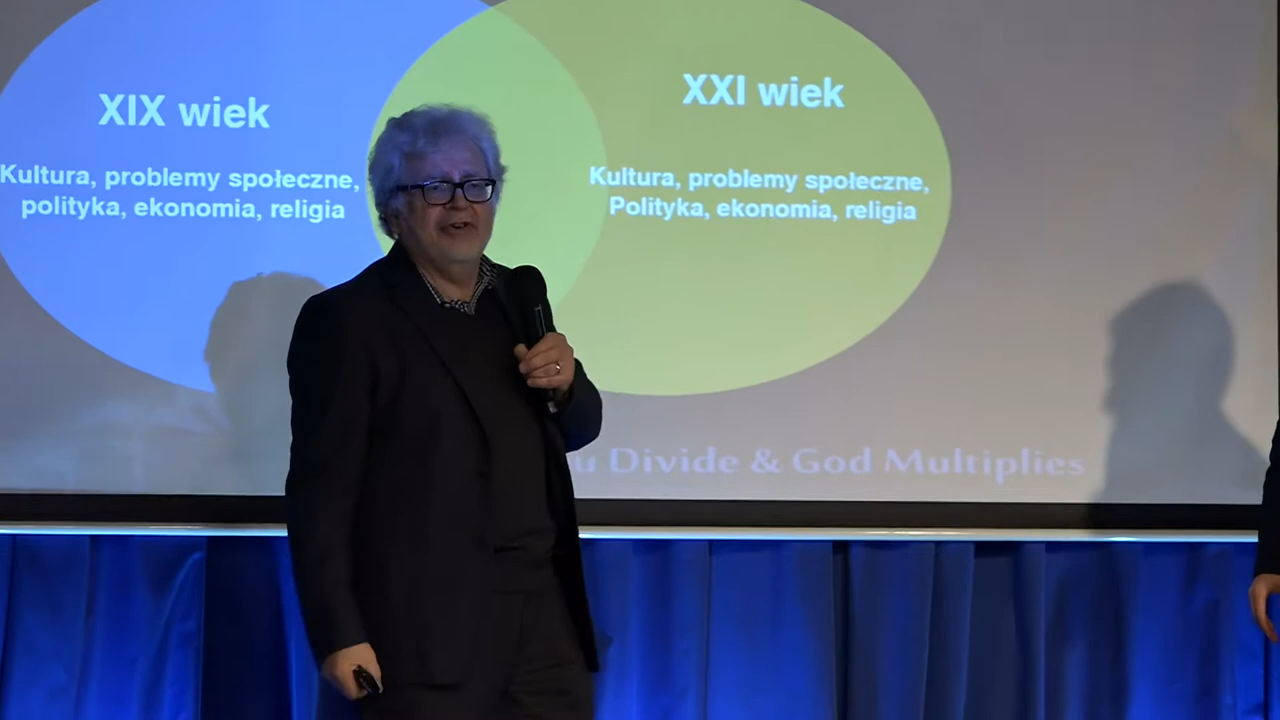 XIX wiek
Kultura, problemy społeczne,
polityka, ekonomia, religia
XXI wiek
Kultura, problemy społeczne,
Polityka, ekonomia, religia
Divide & God Multiplies